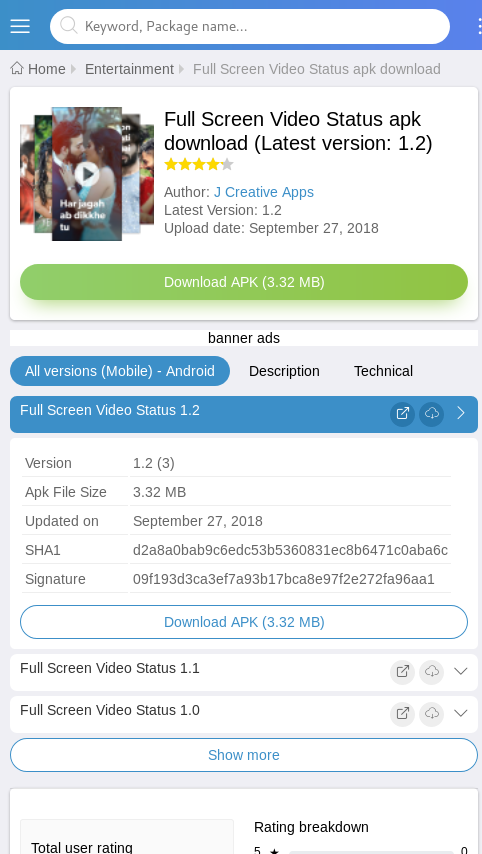 Keyword, Package name...
Home Entertainment Full Screen Video Status apk download
Full Screen Video Status apk
download (Latest version: 1.2)
Har jagah
ab dikkhe
tu
Author: J Creative Apps
Latest Version: 1.2
Upload date: September 27, 2018
Download APK (3.32 MB)
banner ads
All versions (Mobile) - Android Description Technical
Full Screen Video Status 1.2
Version 1.2 (3)
Apk File Size 3.32 MB
Updated on September 27, 2018
SHA1 d2a8a0bab9c6edc53b5360831ec8b6471c0aba6c
Signature 09f193d3ca3ef7a93b17bca8e97f2e272fa96aa1
Download APK (3.32 MB)
Full Screen Video Status 1.1
Full Screen Video Status 1.0
Show more
Rating breakdown
Total user rating
5 ★ 0